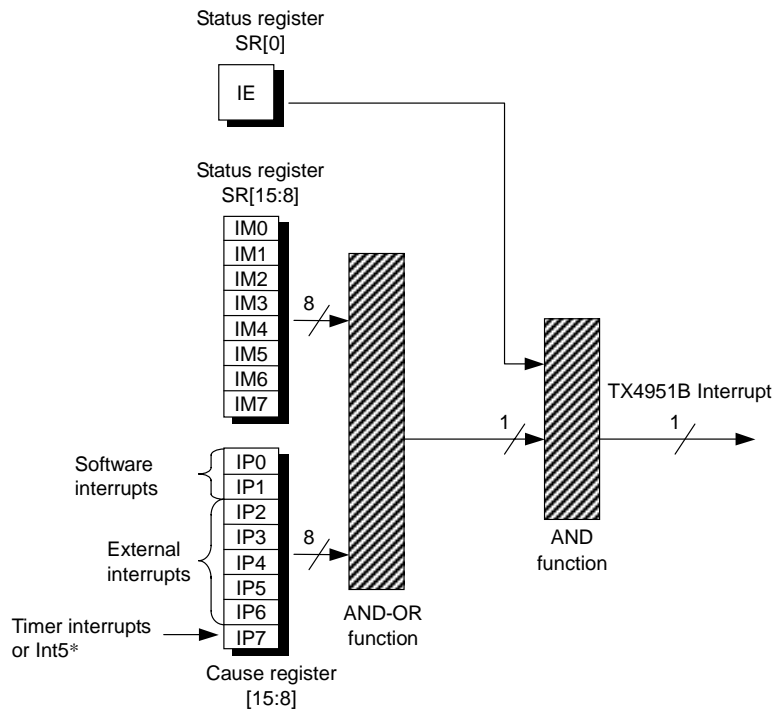 Status register
SR[0]
IE
Status register
SR[15:8]
IM0
IM1
IM2
IM3
IM4
IM5
IM6
IM7
8
TX4951B Interrupt
1
1
Software
interrupts
IP0
IP1
IP2
IP3
IP4
IP5
IP6
IP7
8
External
interrupts
Timer interrupts
or Int5*
AND
function
AND-OR
function
Cause register
[15:8]